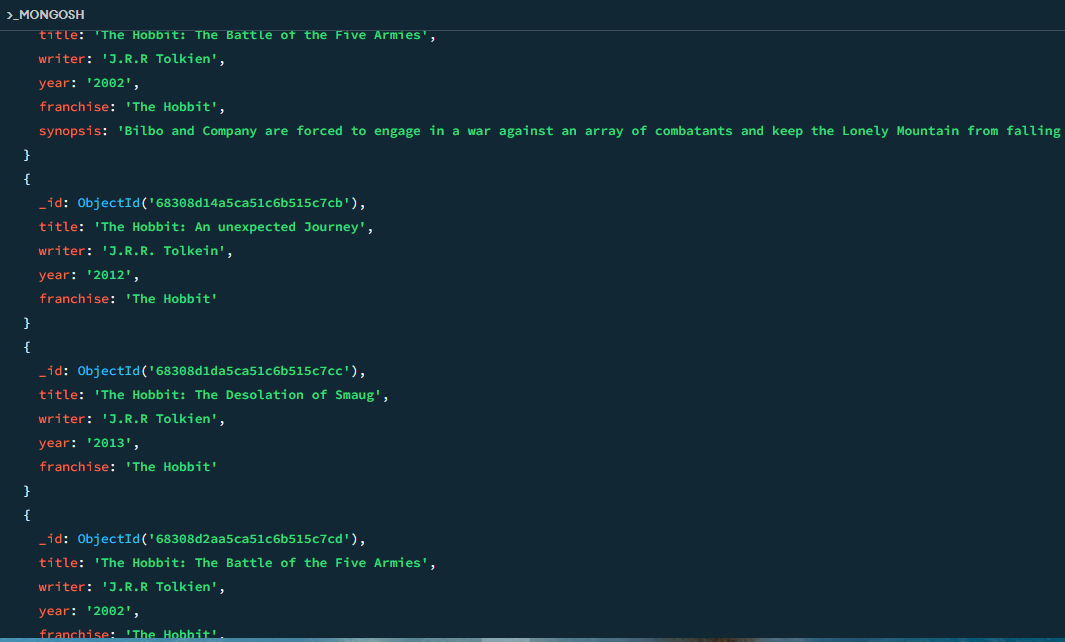 >_MONGOSH
title: 'The Hobbit: The Battle of the Five Armies',
writer: 'J.R.R Tolkien',
year: '2002',
franchise: 'The Hobbit',
synopsis: 'Bilbo and Company are forced to engage in a war against an array of combatants and keep the Lonely Mountain from falling
}
{
_id: ObjectId('68308d14a5ca51c6b515c7cb'),
title: 'The Hobbit: An unexpected Journey',
writer: 'J.R.R. Tolkein',
year: '2012',
franchise: 'The Hobbit'
}
{
_id: ObjectId('68308d1da5ca51c6b515c7cc'),
title: 'The Hobbit: The Desolation of Smaug',
writer: 'J.R.R Tolkien',
year: '2013',
franchise: 'The Hobbit'
}
{
_id: ObjectId('68308d2aa5ca51c6b515c7cd'),
title: 'The Hobbit: The Battle of the Five Armies',
writer: 'J.R.R Tolkien',
year: '2002',
franchise: 'The Hobbit',